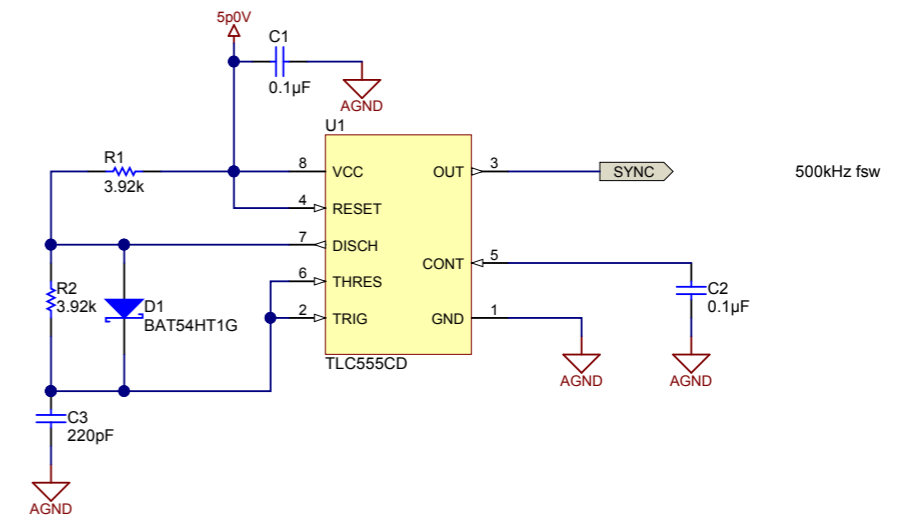 5p0V
C1
0.1µF
AGND
U1
R1
3.92k
8
VCC
OUT
3
SYNC
500kHz fsw
4
RESET
7
DISCH
CONT
5
6
THRES
R2
3.92k
D1
BAT54HT1G
2
TRIG
GND
1
C2
0.1µF
TLC555CD
AGND
AGND
C3
220pF
AGND